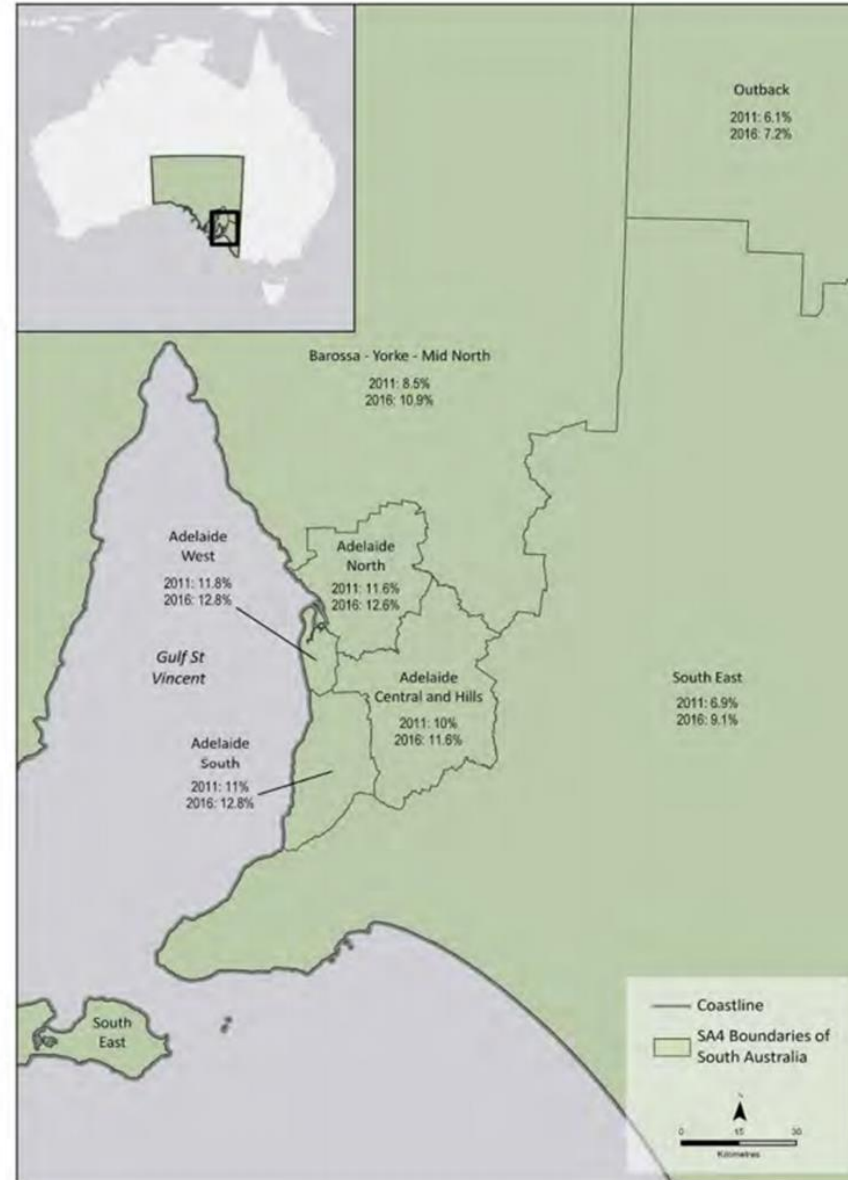 Outback
2011: 6.1%
2016: 7.2%
Barossa - Yorke - Mid North
2011: 8.5%
2016: 10.9%
Adelaide
West
2011: 11.8%
2016: 12.8%
Adelaide
North
2011: 11.6%
2016: 12.6%
Gulf St
Vincent
Adelaide
Central and Hills
2011: 10%
2016: 11.6%
South East
2011: 6.9%
2016: 9.1%
Adelaide
South
2011: 11%
2016: 12.8%
South
East
Coastline
SA4 Boundaries of
South Australia
N
0 15 30
Kilometres